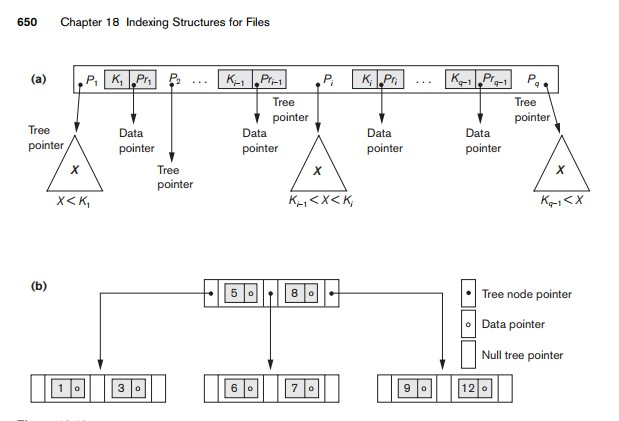 650 Chapter 18 Indexing Structures for Files
(a)
P1 K1 Pr1 P2 . . . Ki–1 Pri–1 Pi Ki Pri . . . Kq–1 Prq–1 Pq
Tree
pointer
Data
pointer
Tree
pointer
Data
pointer
Tree
pointer
Data
pointer
Data
pointer
Tree
pointer
X
X
X
X < K1
Ki–1 < X < Ki
Kq–1 < X
(b)
5 o 8 o
Tree node pointer
o Data pointer
Null tree pointer
1 o 3 o 6 o 7 o 9 o 12 o